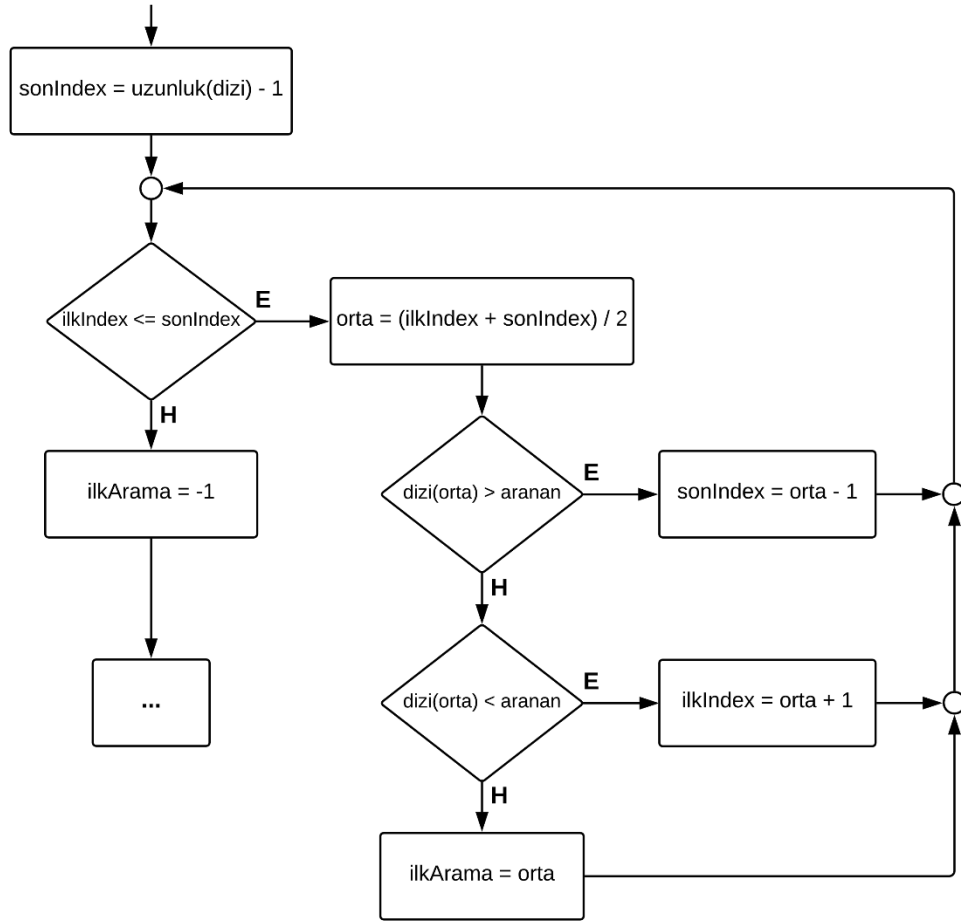 sonIndex = uzunluk(dizi) - 1
ilkIndex <= sonIndex
E
orta = (ilkIndex + sonIndex) / 2
H
ilkArama = -1
...
dizi(orta) > aranan
E
sonIndex = orta - 1
H
dizi(orta) < aranan
E
ilkIndex = orta + 1
H
ilkArama = orta